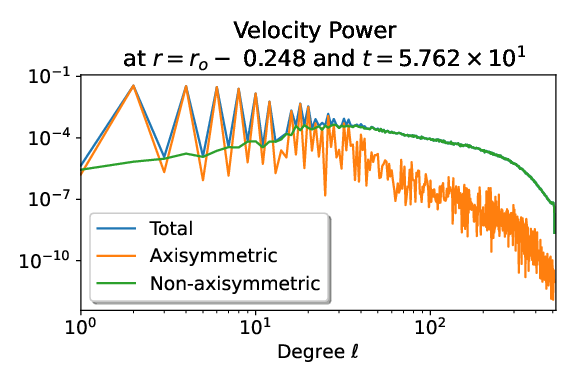 Velocity Power
at r = r_o − 0.248 and t = 5.762 × 10^1
10^−1
10^−4
10^−7
10^−10
Total
Axisymmetric
Non-axisymmetric
10^0 10^1 10^2
Degree ℓ